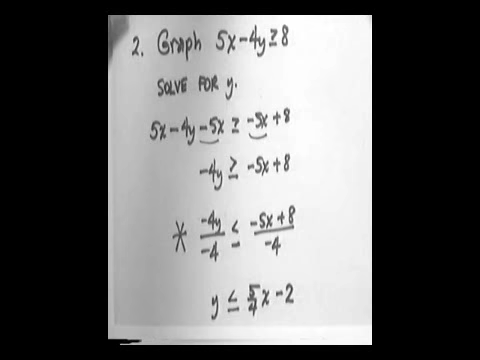 2. Graph 5x-4y≥8
SOLVE FOR y.
5x-4y-5x ≥ -5x+8
-4y ≥ -5x+8
* -4y/-4 ≤ -5x+8/-4
y ≤ 5/4x-2